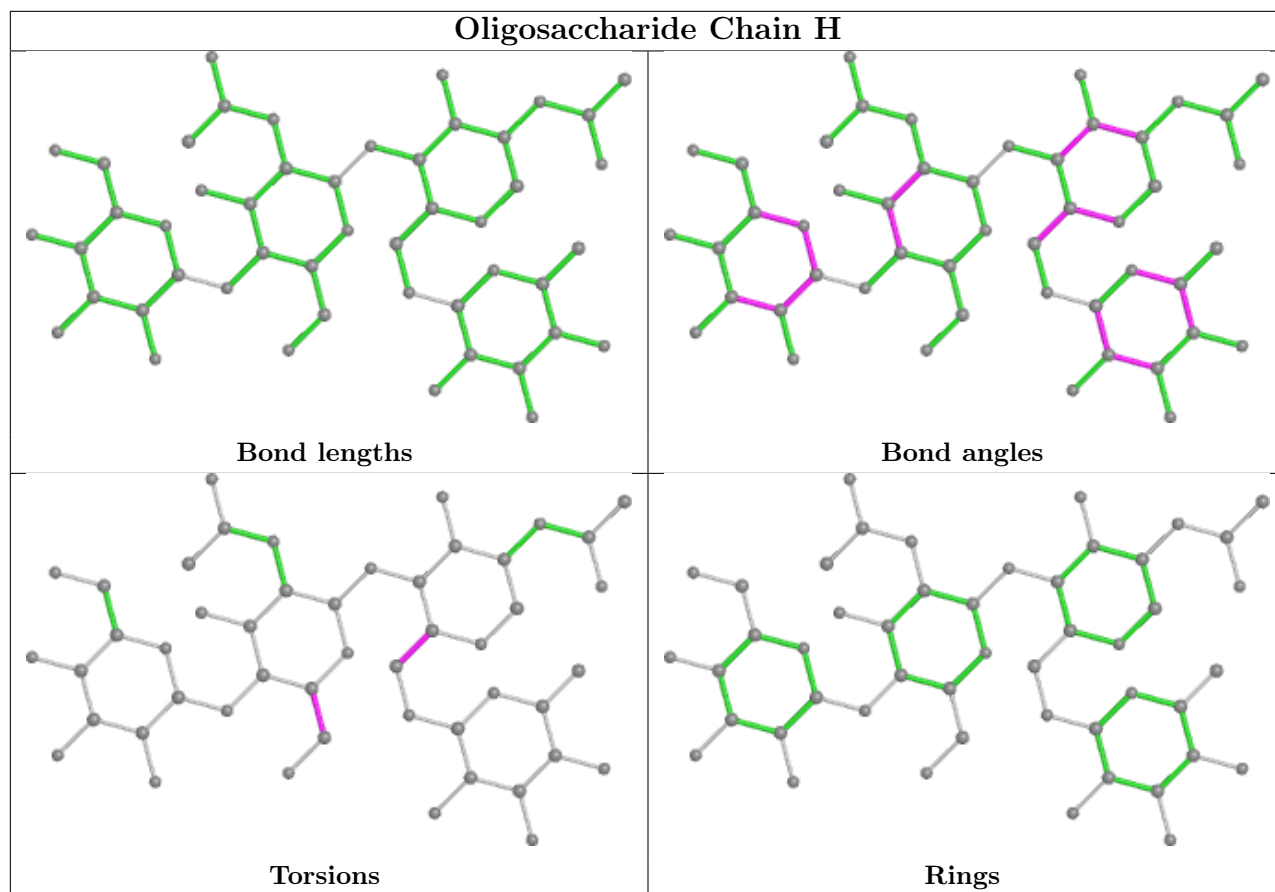 Oligosaccharide Chain H
Bond lengths
Bond angles
Torsions
Rings